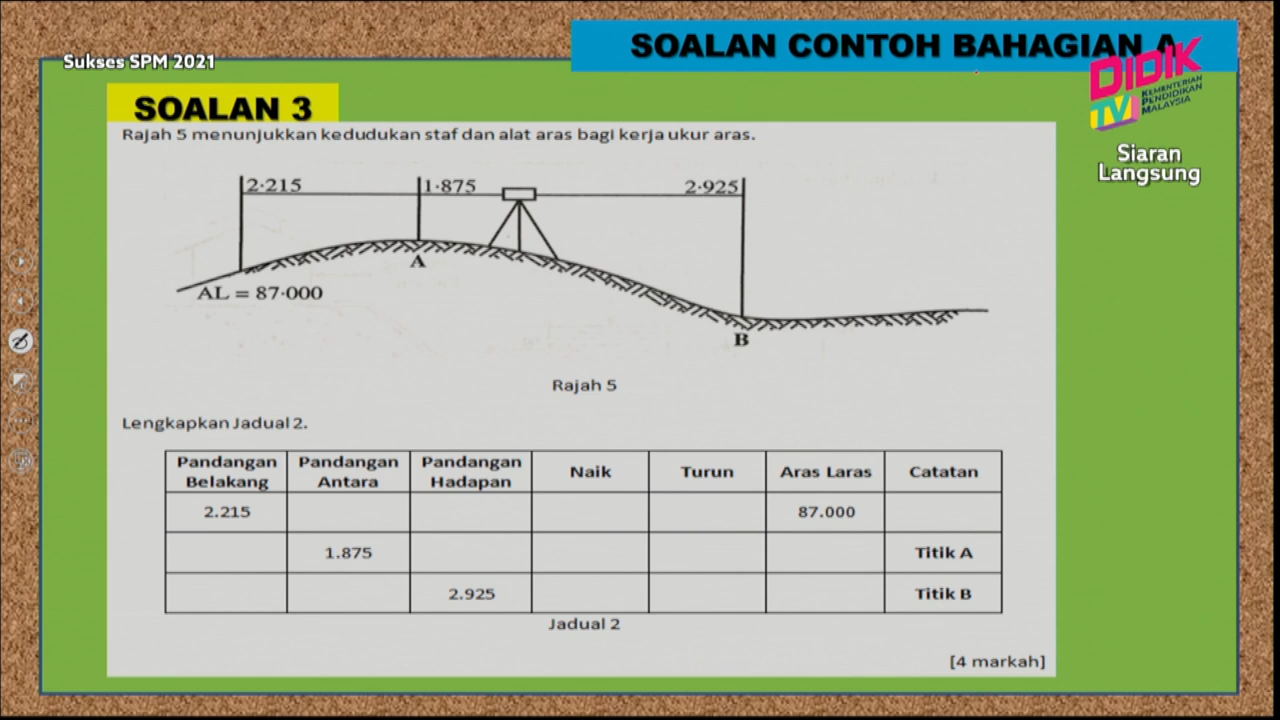 SOALAN CONTOH BAHAGIAN A
Sukses SPM 2021
DIDIK
TV
KEMENTERIAN
PENDIDIKAN
MALAYSIA
Siaran
Langsung
SOALAN 3
Rajah 5 menunjukkan kedudukan staf dan alat aras bagi kerja ukur aras.
2·215 1·875 2·925
A
AL = 87·000
B
Rajah 5
Lengkapkan Jadual 2.
Pandangan Belakang Pandangan Antara Pandangan Hadapan Naik Turun Aras Laras Catatan
2.215 87.000
1.875 Titik A
2.925 Titik B
Jadual 2
[4 markah]